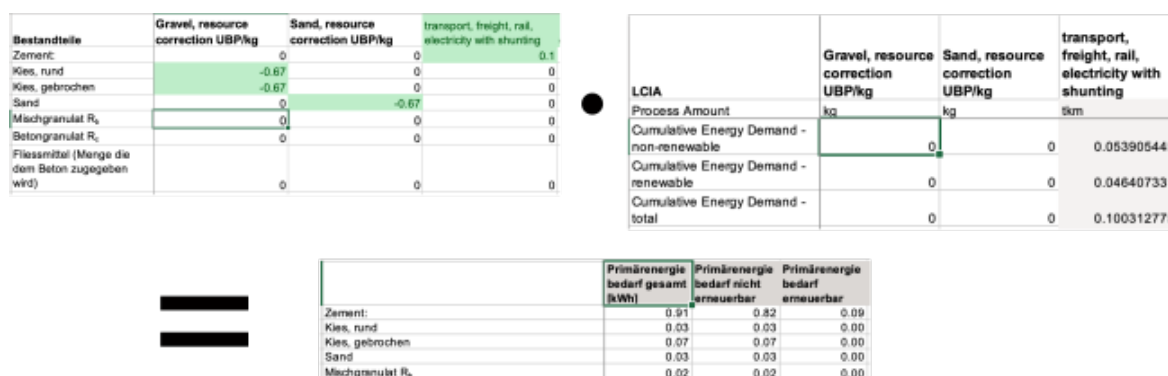 Bestandteile Gravel, resource correction UBP/kg Sand, resource correction UBP/kg transport, freight, rail, electricity with shunting
Zement: 0 0 0.1
Kies, rund -0.67 0 0
Kies, gebrochen -0.67 0 0
Sand 0 -0.67 0
Mischgranulat Rb 0 0 0
Betongranulat Rc 0 0 0
Fliessmittel (Menge die dem Beton zugegeben wird) 0 0 0
LCIA Gravel, resource correction UBP/kg Sand, resource correction UBP/kg transport, freight, rail, electricity with shunting
Process Amount kg kg tkm
Cumulative Energy Demand - non-renewable 0 0 0.05390544
Cumulative Energy Demand - renewable 0 0 0.04640733
Cumulative Energy Demand - total 0 0 0.10031277
Primärenergie bedarf gesamt [kWh] Primärenergie bedarf nicht erneuerbar Primärenergie bedarf erneuerbar
Zement: 0.91 0.82 0.09
Kies, rund 0.03 0.03 0.00
Kies, gebrochen 0.07 0.07 0.00
Sand 0.03 0.03 0.00
Mischgranulat Rb 0.02 0.02 0.00